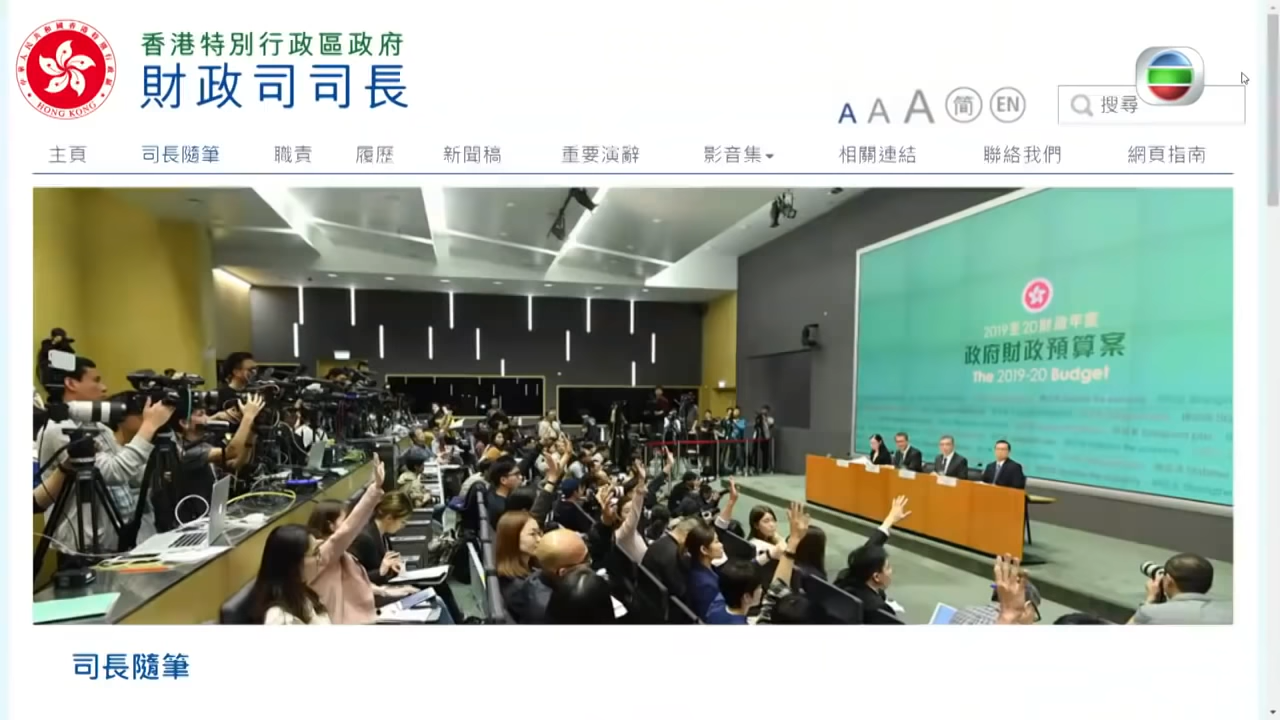 香港特別行政區政府
財政司司長
HONG KONG
A A A 简 EN
搜尋
主頁 司長隨筆 職責 履歷 新聞稿 重要演辭 影音集 相關連結 聯絡我們 網頁指南
2019至20財政年度
政府財政預算案
The 2019-20 Budget
司長隨筆